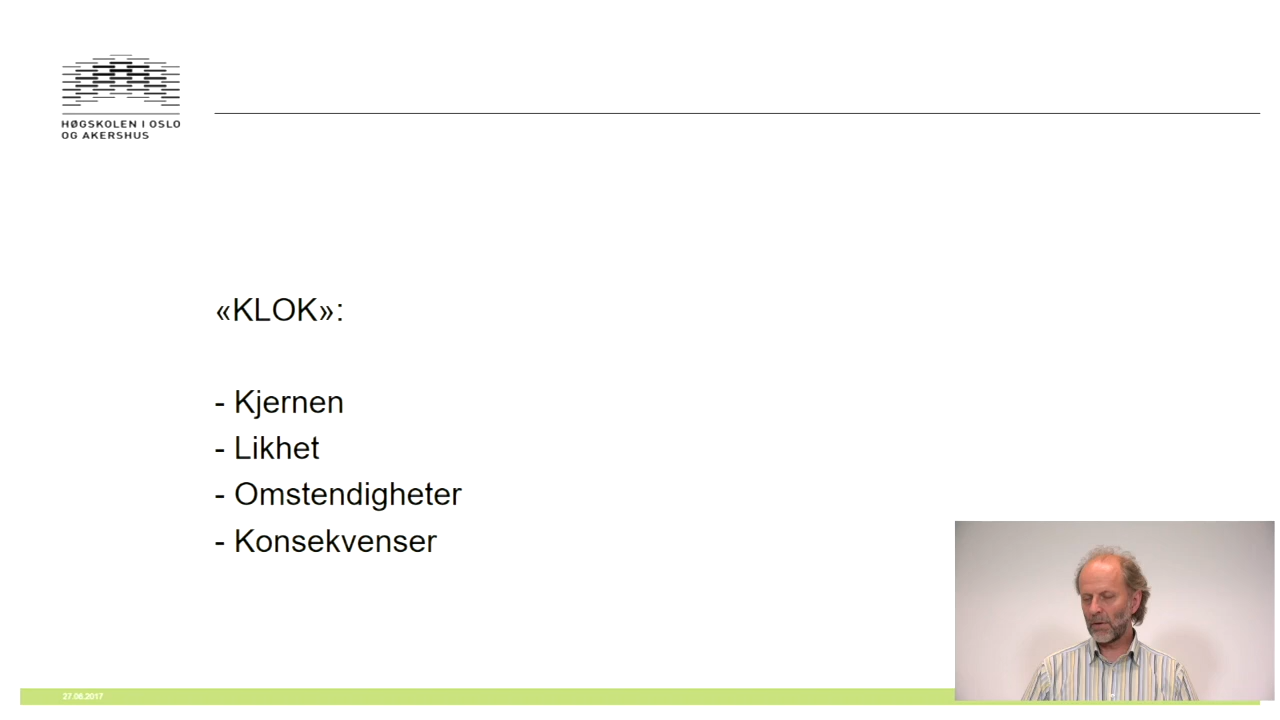 HØGSKOLEN I OSLO
OG AKERSHUS
«KLOK»:
- Kjernen
- Likhet
- Omstendigheter
- Konsekvenser
27.06.2017